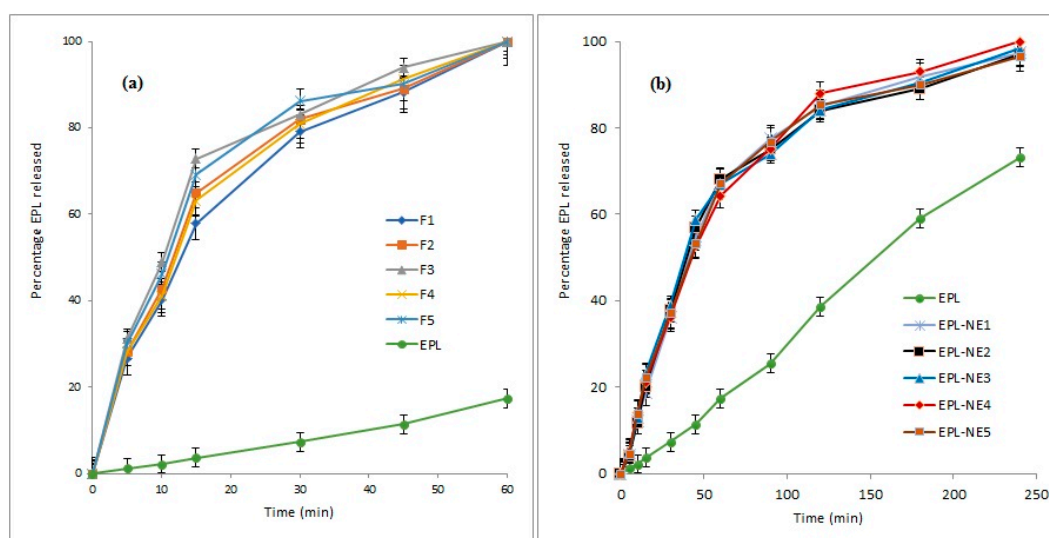 (a)
Percentage EPL released
100
80
60
40
20
0
0
10
20
30
40
50
60
Time (min)
F1
F2
F3
F4
F5
EPL
(b)
Percentage EPL released
100
80
60
40
20
0
0
50
100
150
200
250
Time (min)
EPL
EPL-NE1
EPL-NE2
EPL-NE3
EPL-NE4
EPL-NE5